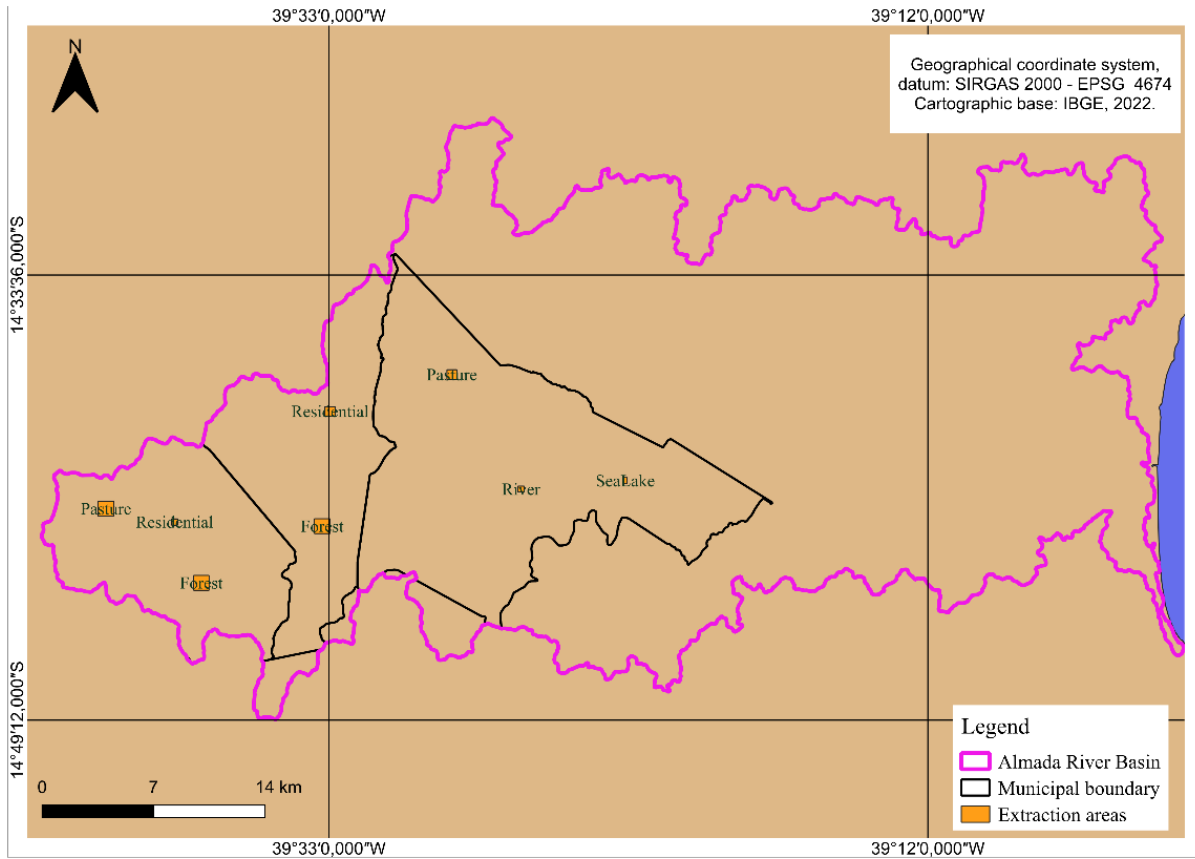 39°33'0,000"W
39°12'0,000"W
N
Geographical coordinate system,
datum: SIRGAS 2000 - EPSG 4674
Cartographic base: IBGE, 2022.
14°33'36,000"S
Pasture
Residential
River
SeaLake
Pasture
Residential
Forest
Forest
14°49'12,000"S
0
7
14 km
Legend
Almada River Basin
Municipal boundary
Extraction areas
39°33'0,000"W
39°12'0,000"W